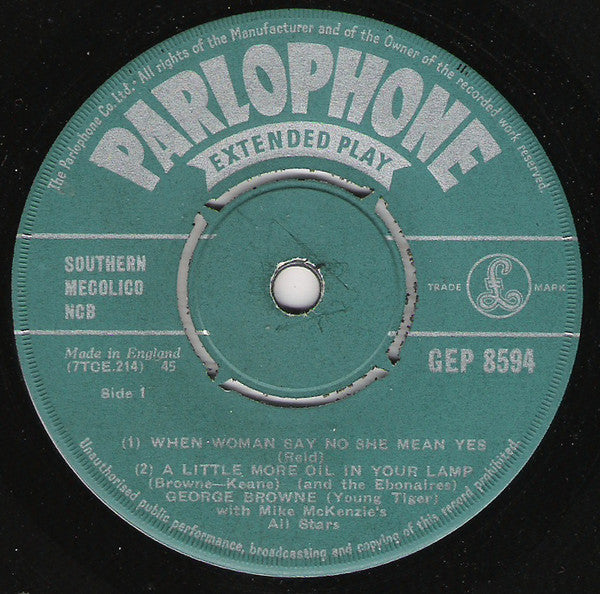 The Parlophone Co. Ltd. All rights of the Manufacturer and of the Owner of the recorded work reserved.
PARLOPHONE
EXTENDED PLAY
SOUTHERN
MECOLICO
NCB
TRADE £ MARK
Made in England
(7TCE.214) 45
GEP 8594
Side 1
(1) WHEN WOMAN SAY NO SHE MEAN YES
(Reid)
(2) A LITTLE MORE OIL IN YOUR LAMP
(Browne—Keane) (and the Ebonaires)
GEORGE BROWNE (Young Tiger)
with Mike McKenzie's
All Stars
Unauthorised public performance, broadcasting and copying of this record prohibited.